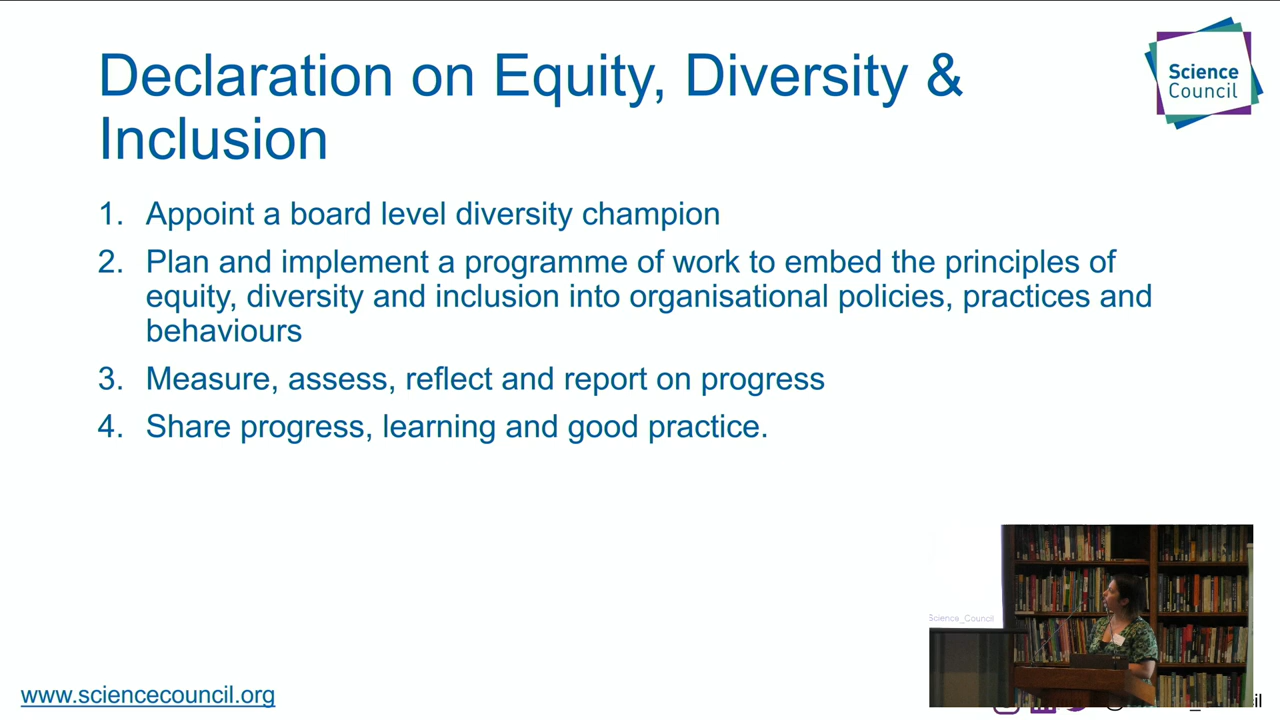 Declaration on Equity, Diversity &
Inclusion
Science
Council
1. Appoint a board level diversity champion
2. Plan and implement a programme of work to embed the principles of
equity, diversity and inclusion into organisational policies, practices and
behaviours
3. Measure, assess, reflect and report on progress
4. Share progress, learning and good practice.
Science_Council
www.sciencecouncil.org